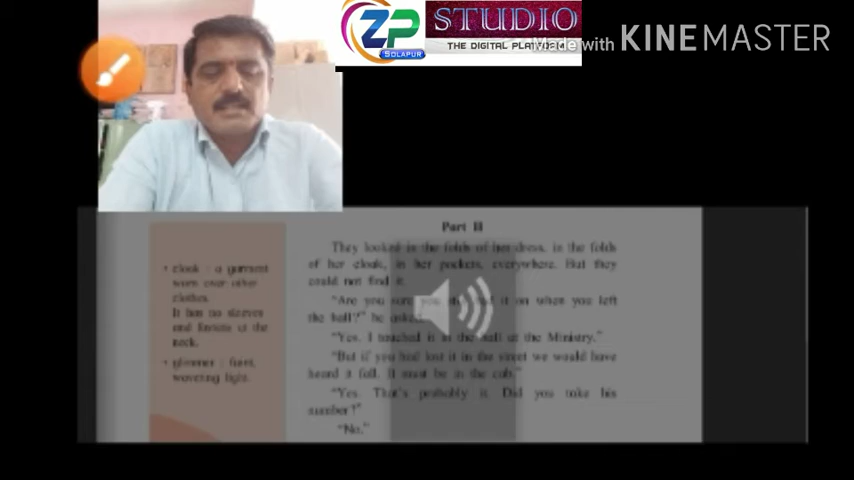 ZP STUDIO
SOLAPUR
THE DIGITAL PLATFORM
Made with KINEMASTER
Part II
They looked in the folds of her dress, in the folds
of her cloak, in her pockets, everywhere. But they
could not find it.
"Are you sure you it on when you left
the ball?" he asked.
"Yes. I touched it in the hall at the Ministry."
"But if you had lost it in the street we would have
heard it fall. It must be in the cab."
"Yes. That's probably it. Did you take his
number?"
"No."
• cloak : a garment
worn over other
clothes.
It has no sleeves
and fastens at the
neck.
• glimmer : faint,
wavering light.